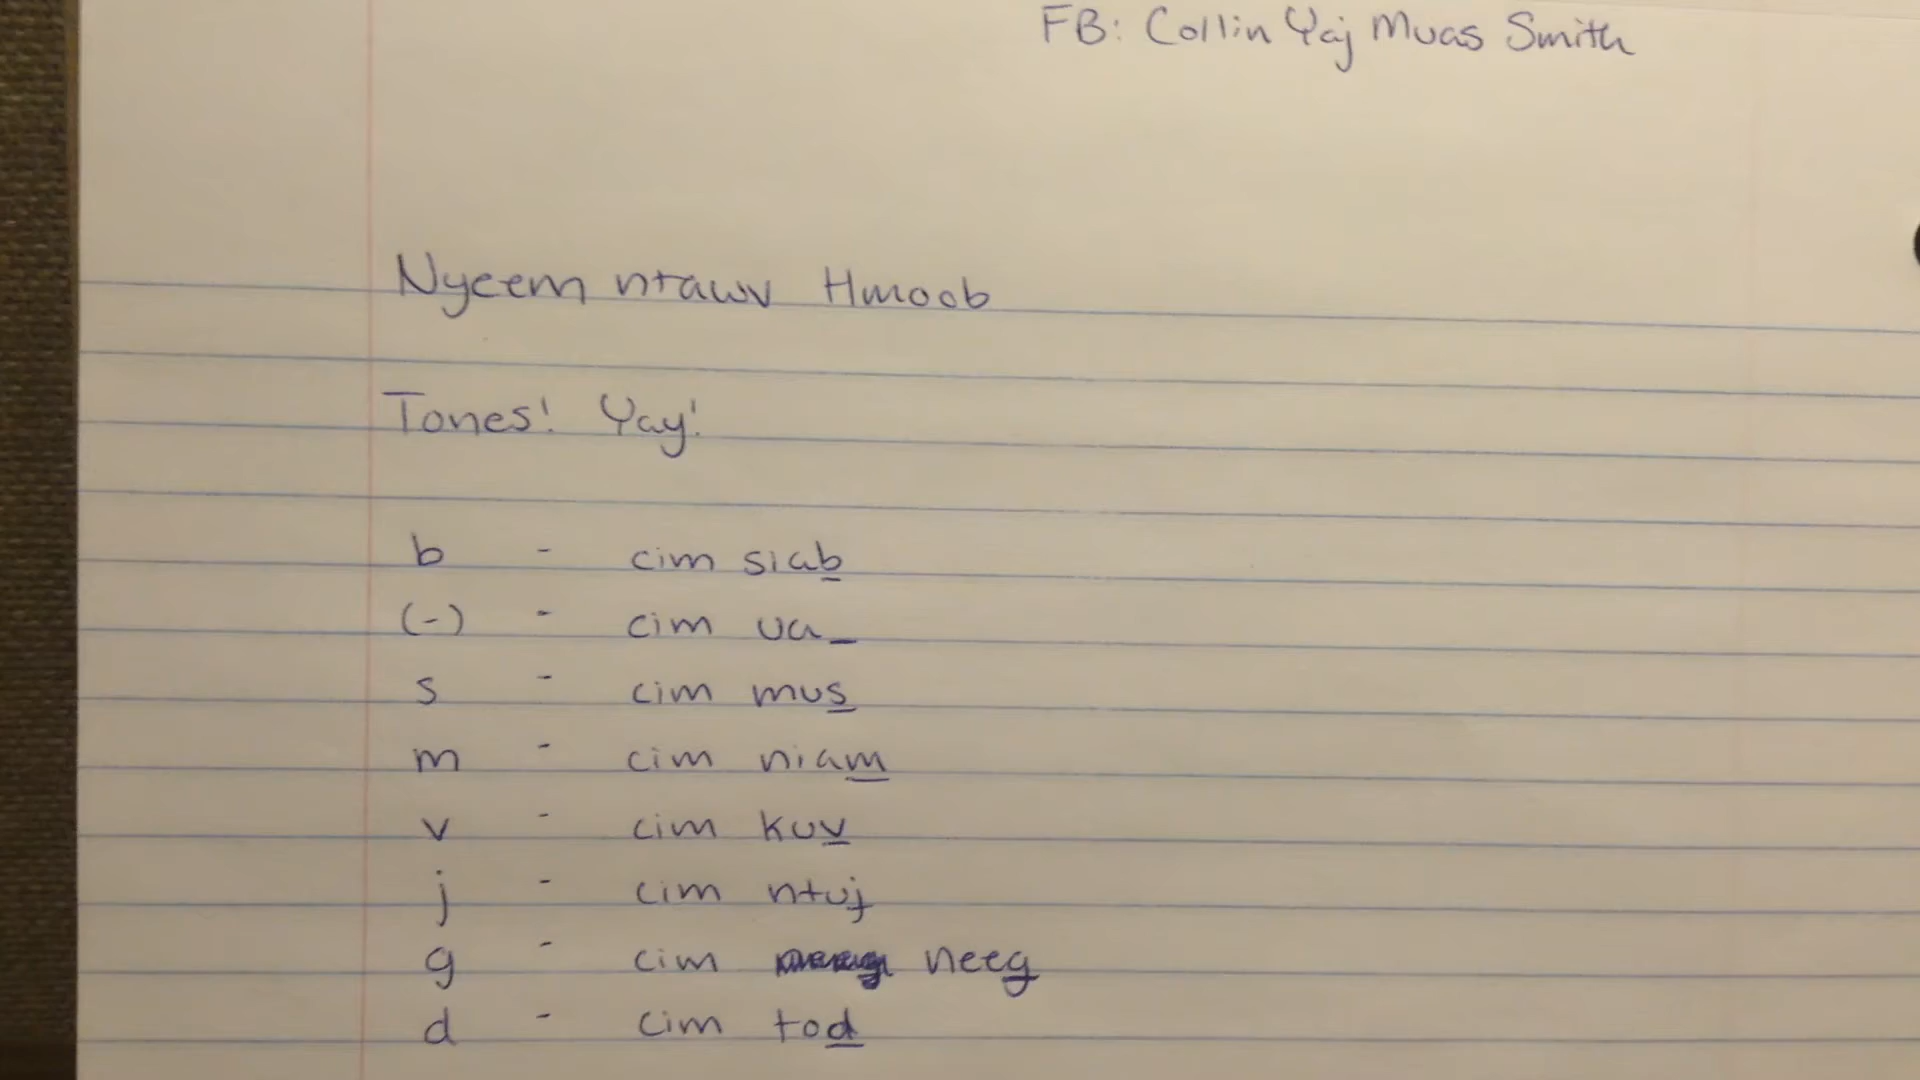 FB: Collin Yaj Muas Smith
Nyeem ntawv Hmoob
Tones! Yay!
b - cim siab
(-) - cim ua_
s - cim mus
m - cim niam
v - cim kuv
j - cim ntuj
g - cim neeg
d - cim tod